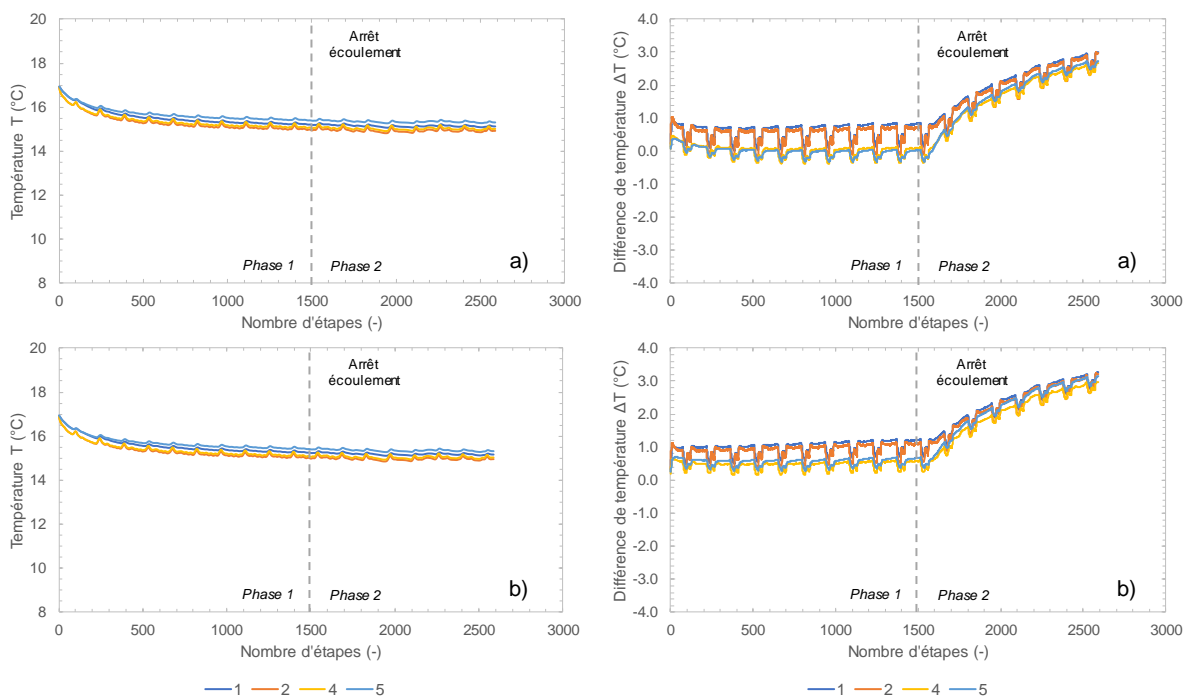 20
18
16
14
12
10
8
Température T (°C)
Arrêt
écoulement
Phase 1
Phase 2
a)
0
500
1000
1500
2000
2500
3000
Nombre d'étapes (-)
4.0
3.0
2.0
1.0
0.0
-1.0
-2.0
-3.0
-4.0
Différence de température ΔT (°C)
Arrêt
écoulement
Phase 1
Phase 2
a)
0
500
1000
1500
2000
2500
3000
Nombre d'étapes (-)
20
18
16
14
12
10
8
Température T (°C)
Arrêt
écoulement
Phase 1
Phase 2
b)
0
500
1000
1500
2000
2500
3000
Nombre d'étapes (-)
1
2
4
5
4.0
3.0
2.0
1.0
0.0
-1.0
-2.0
-3.0
-4.0
Différence de température ΔT (°C)
Arrêt
écoulement
Phase 1
Phase 2
b)
0
500
1000
1500
2000
2500
3000
Nombre d'étapes (-)
1
2
4
5